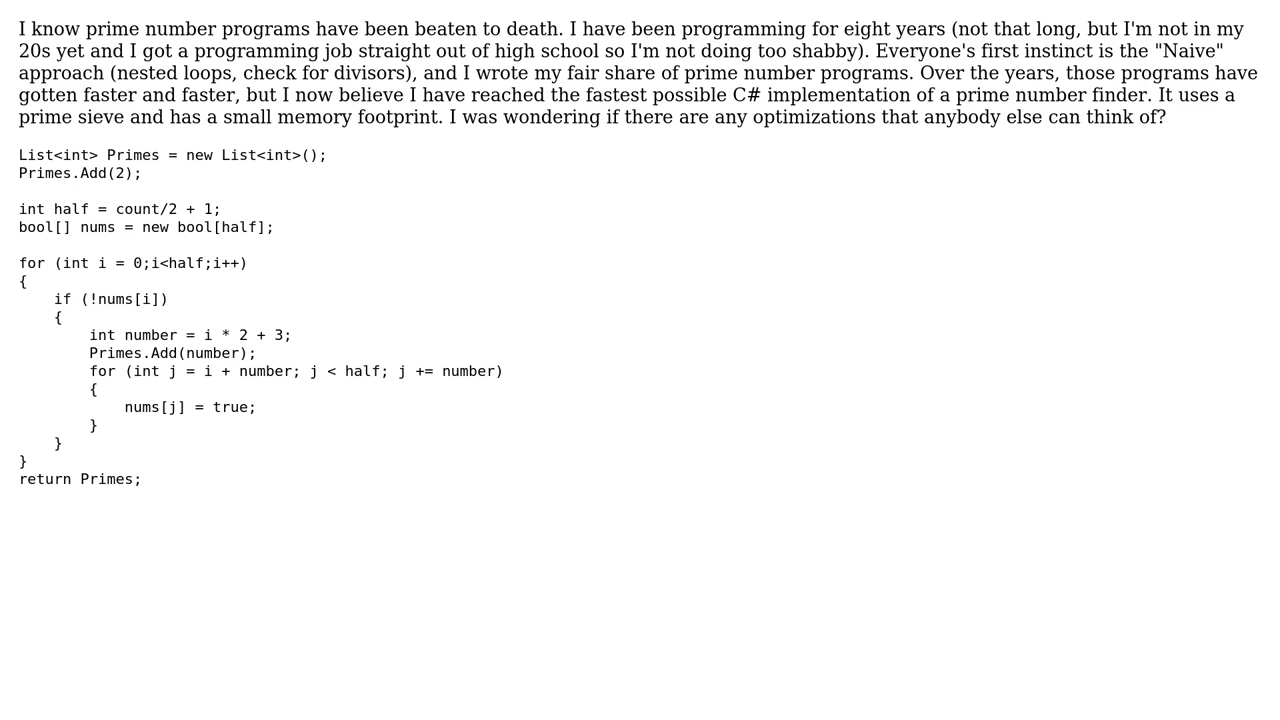 I know prime number programs have been beaten to death. I have been programming for eight years (not that long, but I'm not in my
20s yet and I got a programming job straight out of high school so I'm not doing too shabby). Everyone's first instinct is the "Naive"
approach (nested loops, check for divisors), and I wrote my fair share of prime number programs. Over the years, those programs have
gotten faster and faster, but I now believe I have reached the fastest possible C# implementation of a prime number finder. It uses a
prime sieve and has a small memory footprint. I was wondering if there are any optimizations that anybody else can think of?

List<int> Primes = new List<int>();
Primes.Add(2);

int half = count/2 + 1;
bool[] nums = new bool[half];

for (int i = 0;i<half;i++)
{
    if (!nums[i])
    {
        int number = i * 2 + 3;
        Primes.Add(number);
        for (int j = i + number; j < half; j += number)
        {
            nums[j] = true;
        }
    }
}
return Primes;